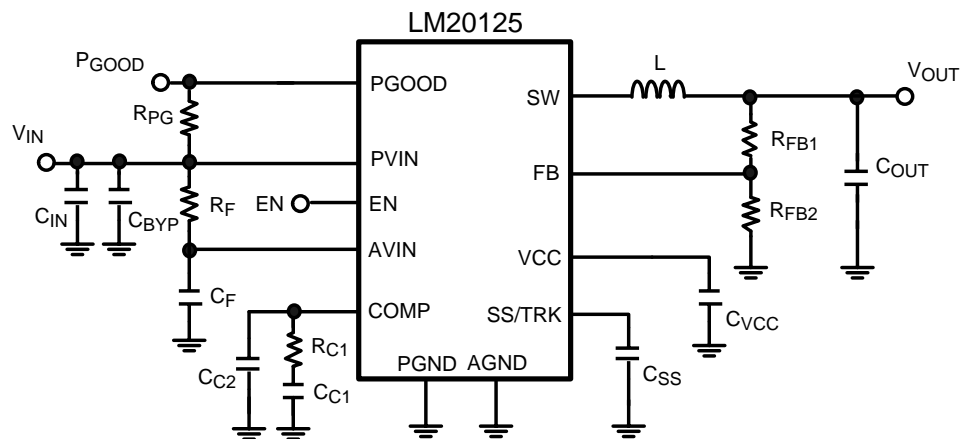 LM20125
PGOOD
PGOOD
RPG
VIN
PVIN
CIN
CBYP
RF
EN
EN
AVIN
CF
COMP
RC1
CC2
CC1
PGND
AGND
SW
L
VOUT
RFB1
FB
COUT
RFB2
VCC
CVCC
SS/TRK
CSS